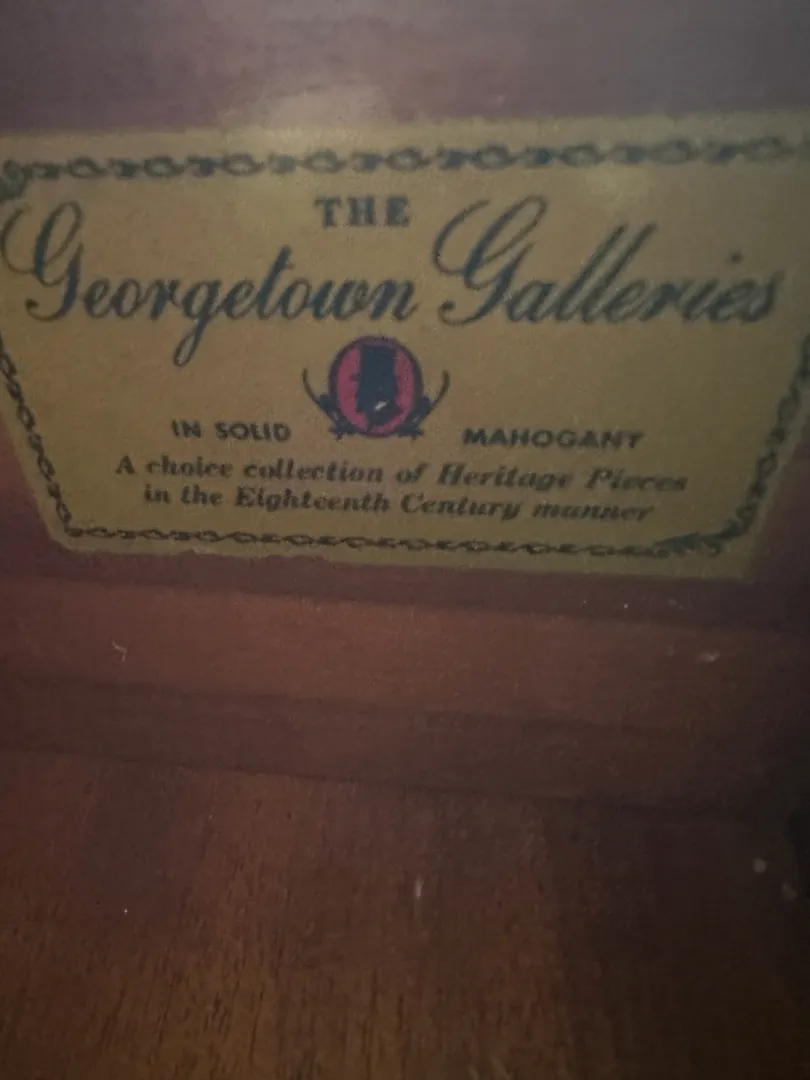 THE
Georgetown Galleries
IN SOLID MAHOGANY
A choice collection of Heritage Pieces
in the Eighteenth Century manner